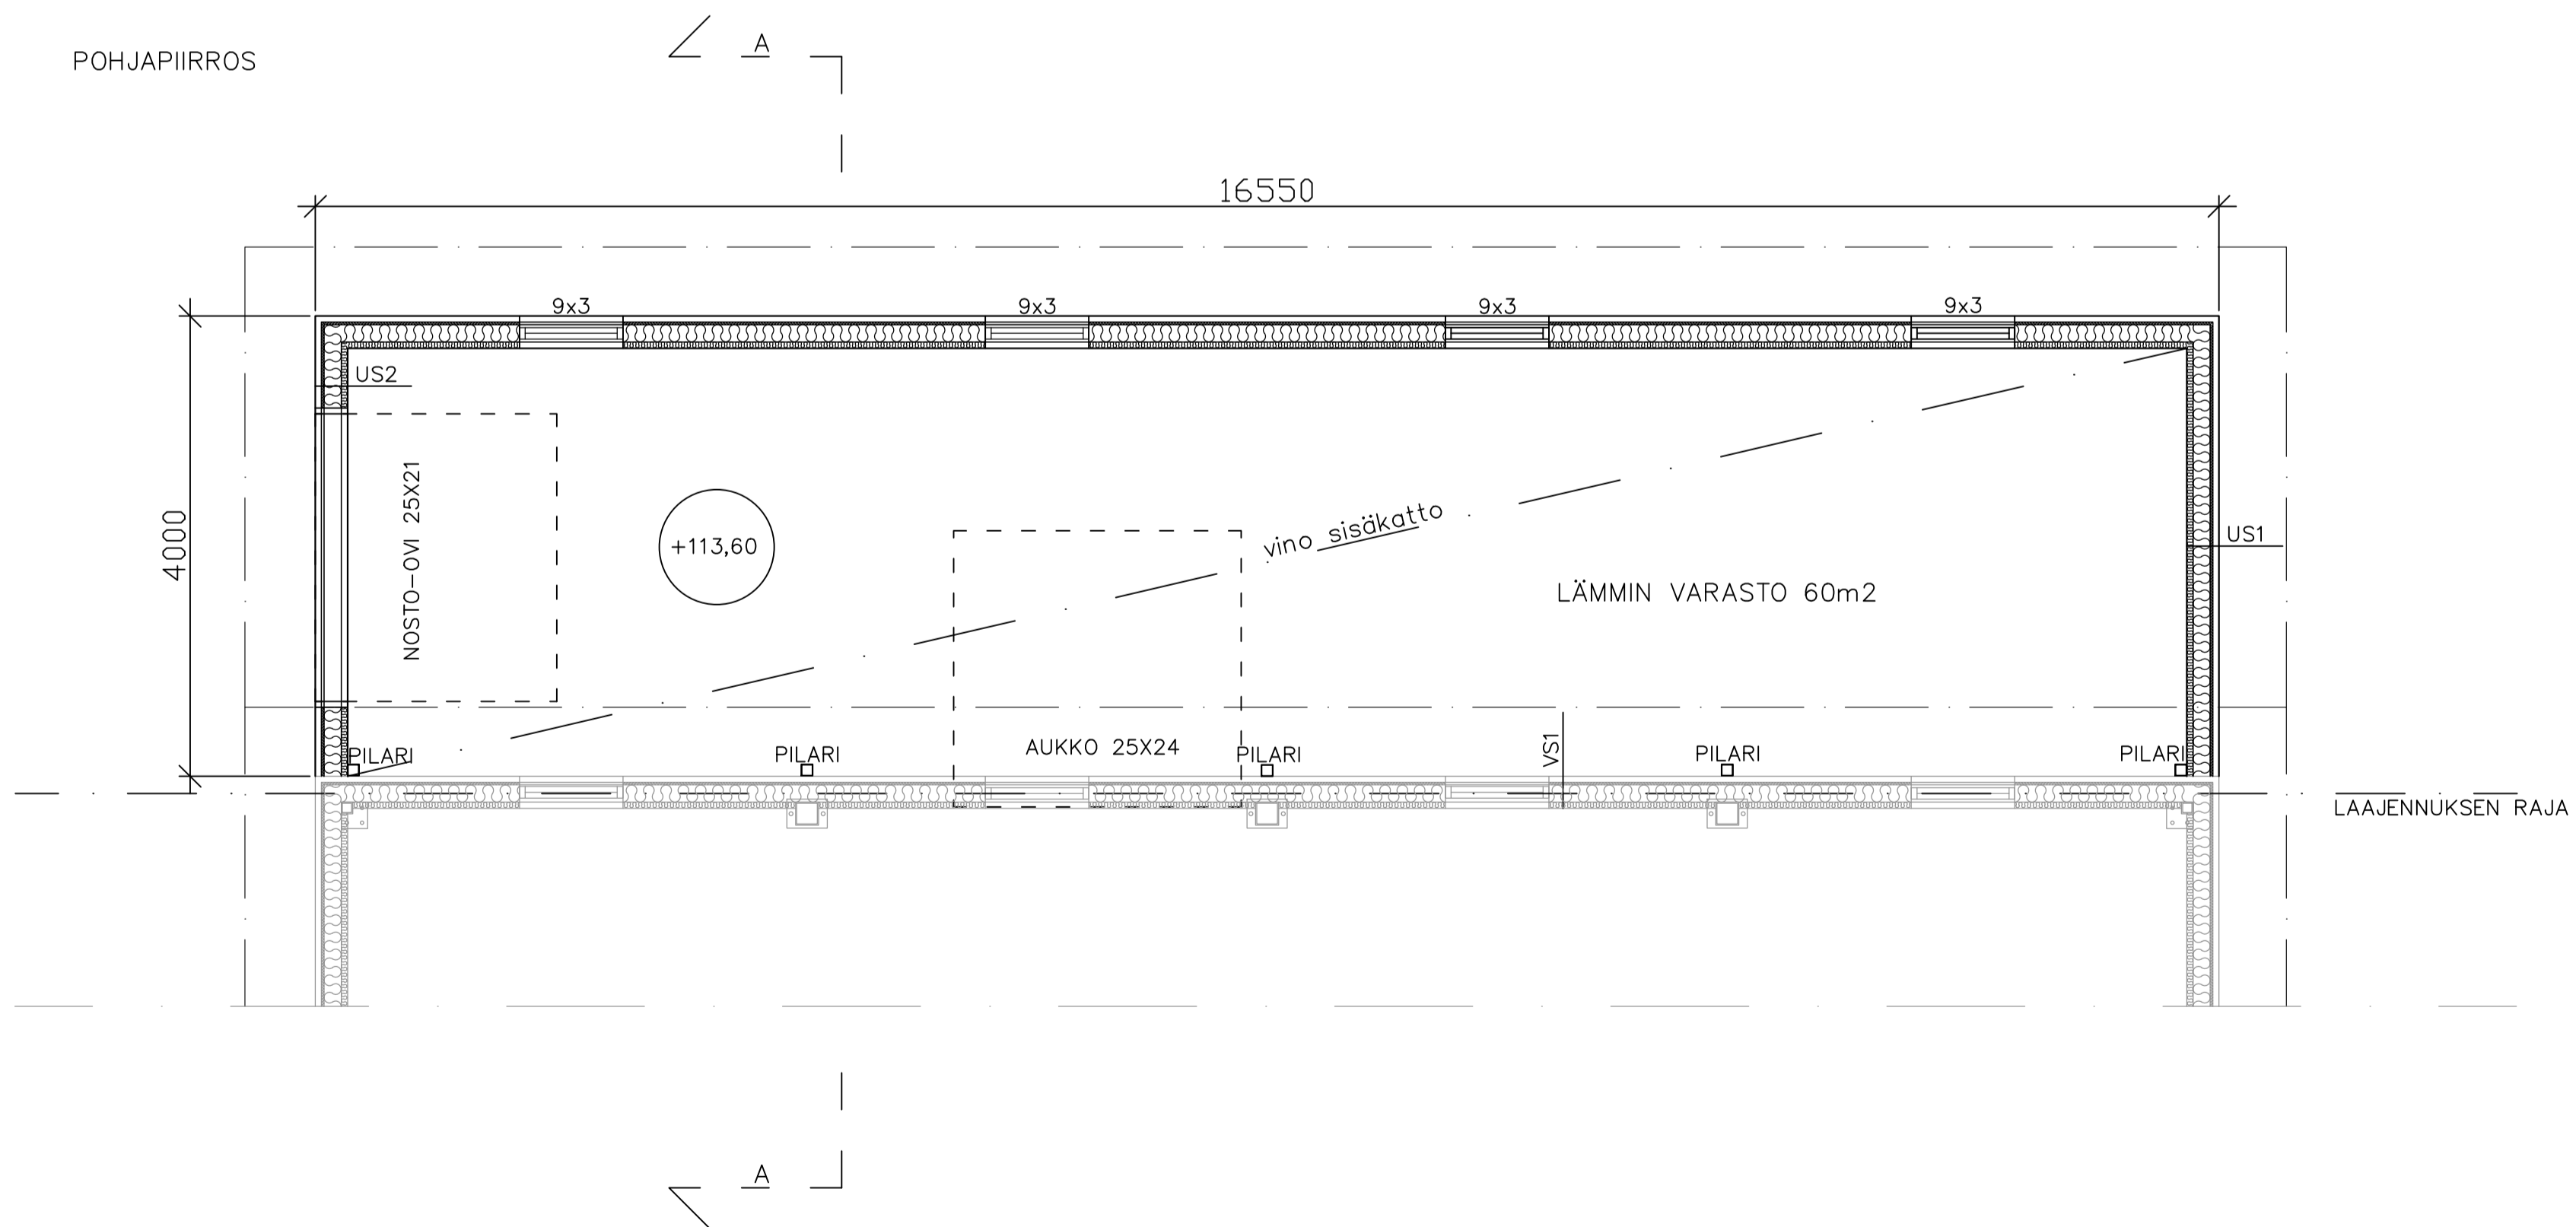 A
POHJAPIIRROS
16550
9x3
9x3
9x3
9x3
US2
NOSTO-OVI 25X21
4000
+113,60
vino sisäkatto
US1
LÄMMIN VARASTO 60m2
PILARI
PILARI
AUKKO 25X24
PILARI
VS1
PILARI
PILARI
LAAJENNUKSEN RAJA
A